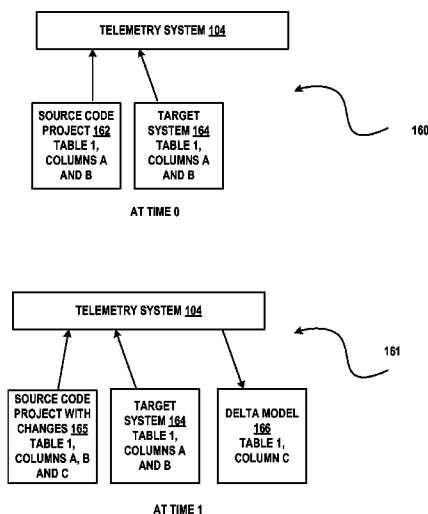 TELEMETRY SYSTEM 104
SOURCE CODE
PROJECT 162
TABLE 1,
COLUMNS A
AND B
TARGET
SYSTEM 164
TABLE 1,
COLUMNS A
AND B
160
AT TIME 0
TELEMETRY SYSTEM 104
161
SOURCE CODE
PROJECT WITH
CHANGES 165
TABLE 1,
COLUMNS A, B
AND C
TARGET
SYSTEM 164
TABLE 1,
COLUMNS A
AND B
DELTA MODEL
166
TABLE 1,
COLUMN C
AT TIME 1